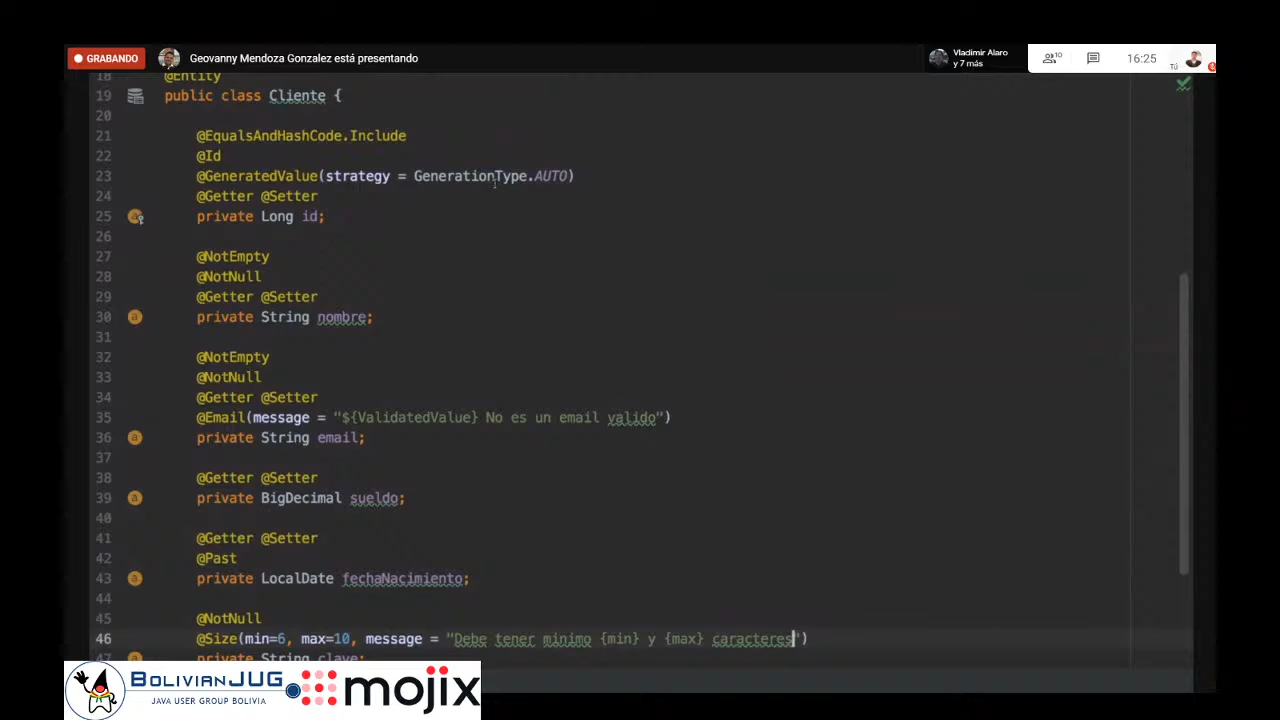 GRABANDO
Geovanny Mendoza Gonzalez está presentando
Vladimir Alaro
y 7 más
10
16:25
Tú
18 @Entity
19 public class Cliente {
20
21 @EqualsAndHashCode.Include
22 @Id
23 @GeneratedValue(strategy = GenerationType.AUTO)
24 @Getter @Setter
25 private Long id;
26
27 @NotEmpty
28 @NotNull
29 @Getter @Setter
30 private String nombre;
31
32 @NotEmpty
33 @NotNull
34 @Getter @Setter
35 @Email(message = "${ValidatedValue} No es un email valido")
36 private String email;
37
38 @Getter @Setter
39 private BigDecimal sueldo;
40
41 @Getter @Setter
42 @Past
43 private LocalDate fechaNacimiento;
44
45 @NotNull
46 @Size(min=6, max=10, message = "Debe tener minimo {min} y {max} caracteres")
47 private String clave;
BOLIVIANJUG
JAVA USER GROUP BOLIVIA
mojix